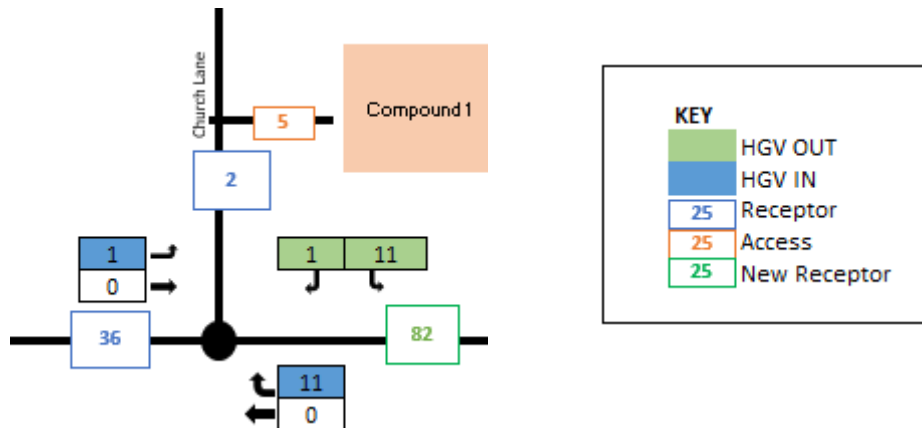 Church Lane
5
Compound 1
2
1
0
1 11
36
82
11
0
KEY
HGV OUT
HGV IN
25 Receptor
25 Access
25 New Receptor